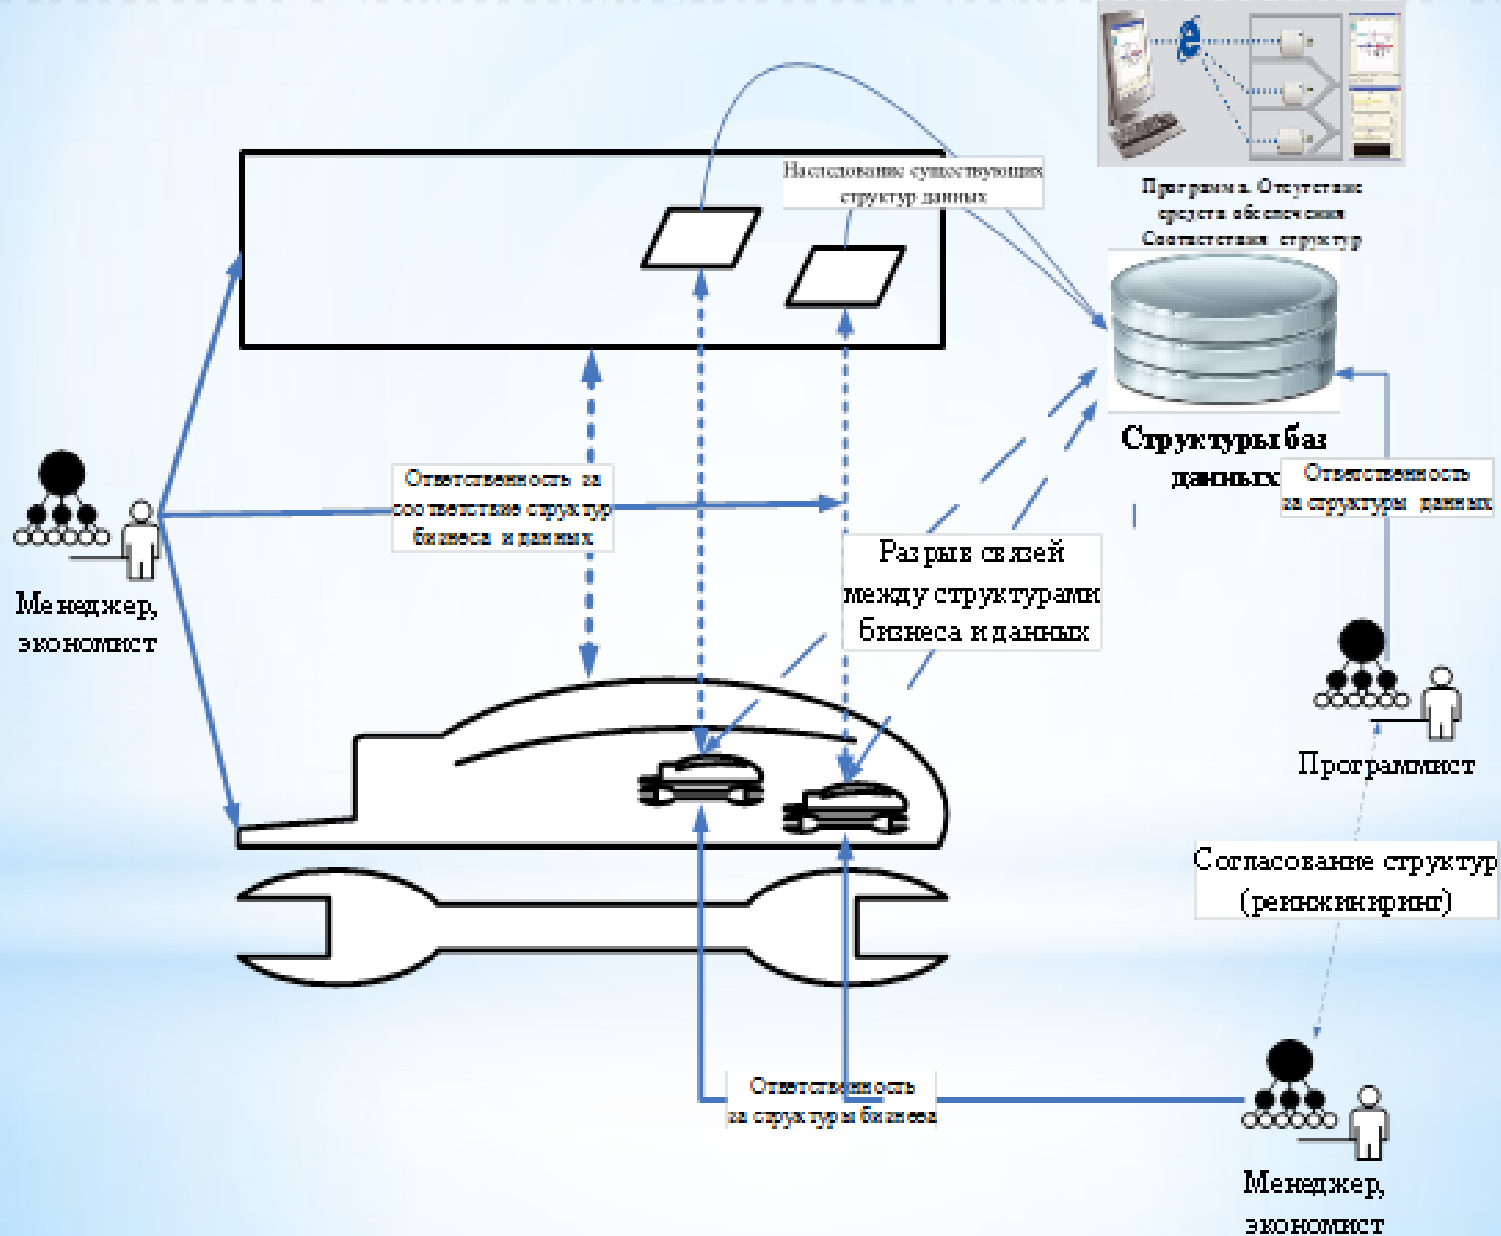 Наследование существующих
структур данных
Программа. Отсутствие
средств обеспечения
Соответствия структур
Структуры баз
данных
Ответственность
за структуры данных
Ответственность за
соответствие структур
бизнеса и данных
Разрыв связей
между структурами
бизнеса и данных
Менеджер,
экономист
Программист
Согласование структур
(реинжиниринг)
Ответственность
за структуры бизнеса
Менеджер,
экономист